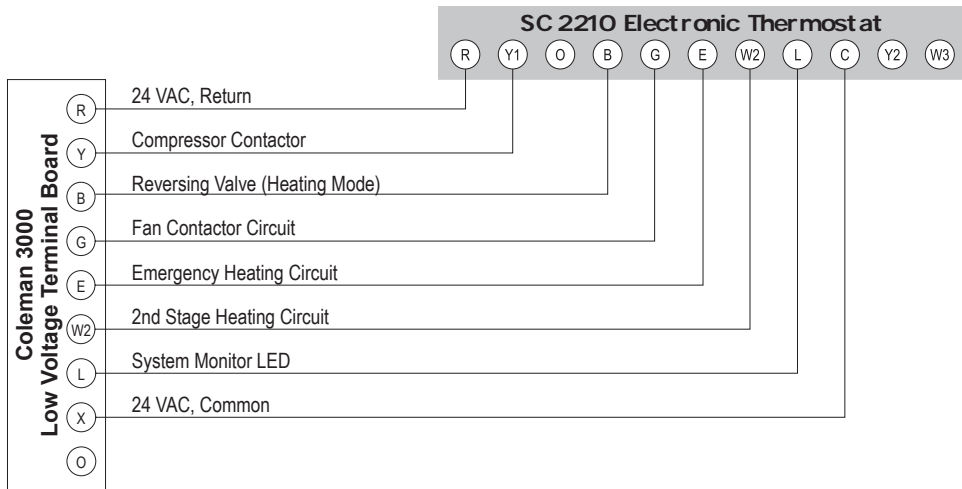 SC 2210 Electronic Thermostat
R Y1 O B G E W2 L C Y2 W3
Coleman 3000
Low Voltage Terminal Board
R 24 VAC, Return
Y Compressor Contactor
B Reversing Valve (Heating Mode)
G Fan Contactor Circuit
E Emergency Heating Circuit
W2 2nd Stage Heating Circuit
L System Monitor LED
X 24 VAC, Common
O